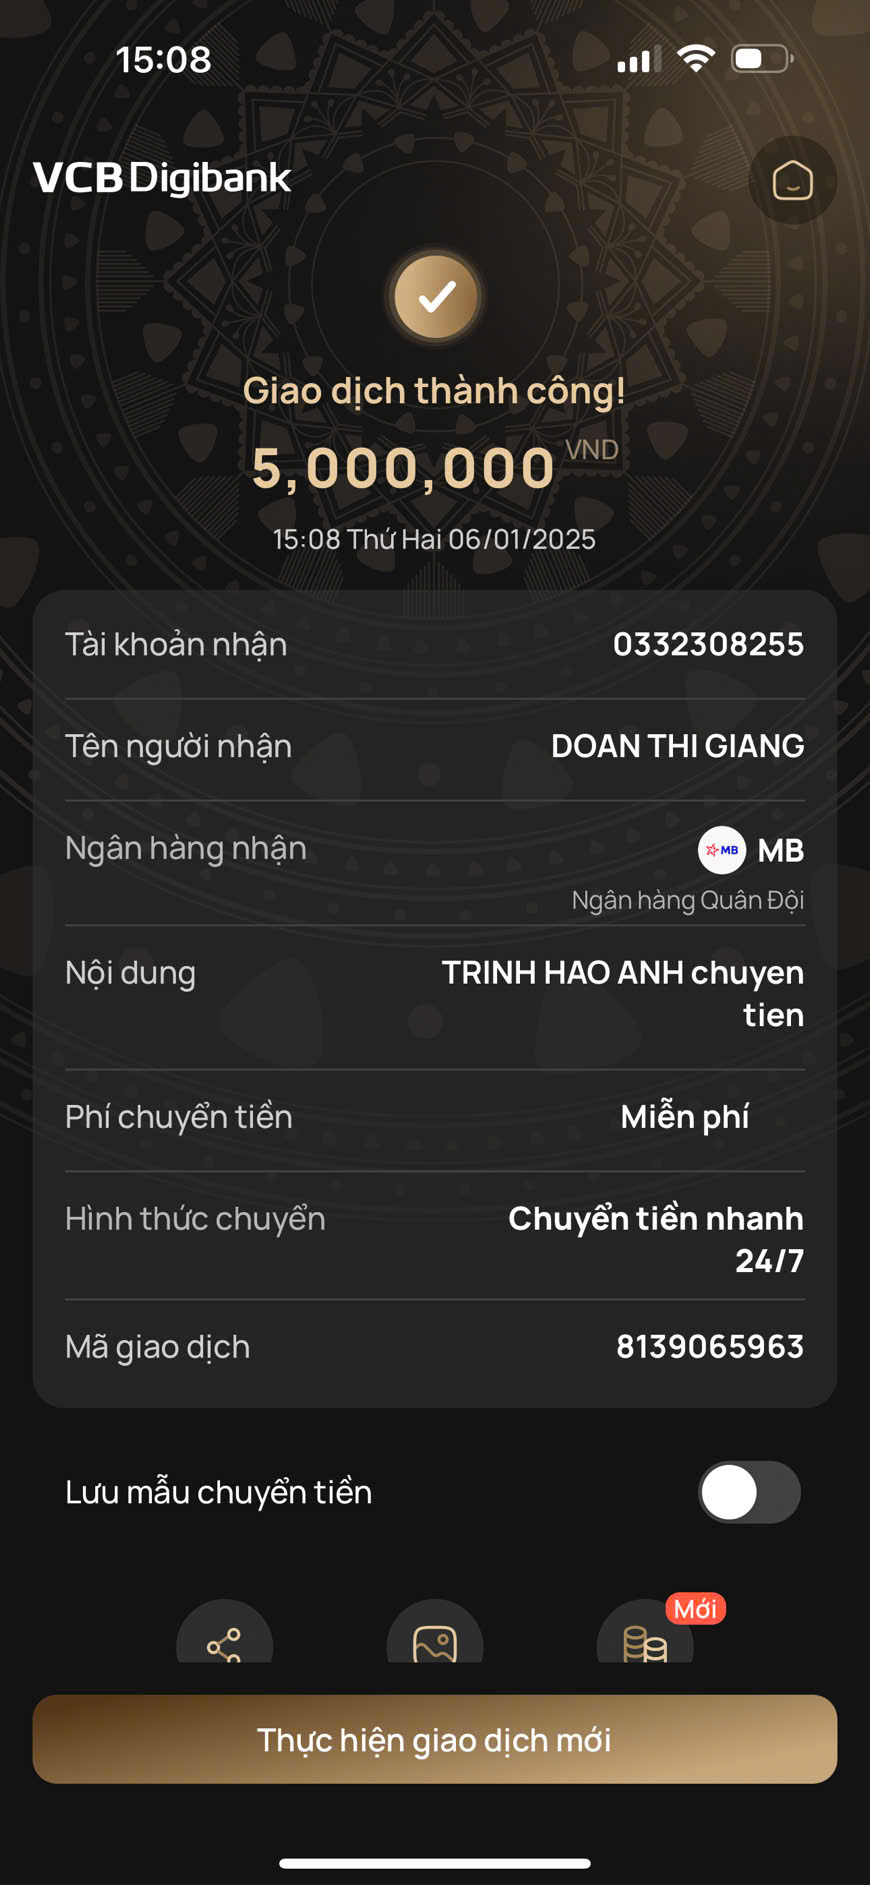 15:08
VCB Digibank
Giao dịch thành công!
5,000,000 VND
15:08 Thứ Hai 06/01/2025
Tài khoản nhận 0332308255
Tên người nhận DOAN THI GIANG
Ngân hàng nhận MB MB
Ngân hàng Quân Đội
Nội dung TRINH HAO ANH chuyen
tien
Phí chuyển tiền Miễn phí
Hình thức chuyển Chuyển tiền nhanh
24/7
Mã giao dịch 8139065963
Lưu mẫu chuyển tiền
Mới
Thực hiện giao dịch mới